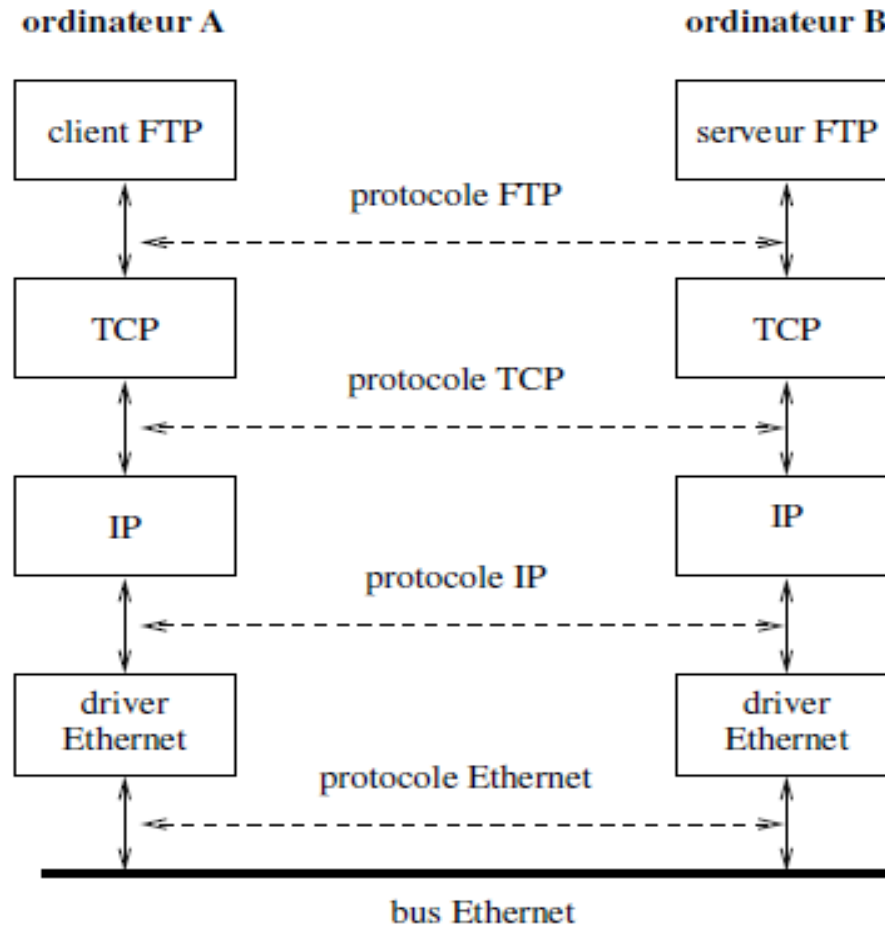 ordinateur A
ordinateur B
client FTP
serveur FTP
protocole FTP
TCP
TCP
protocole TCP
IP
IP
protocole IP
driver
Ethernet
driver
Ethernet
protocole Ethernet
bus Ethernet